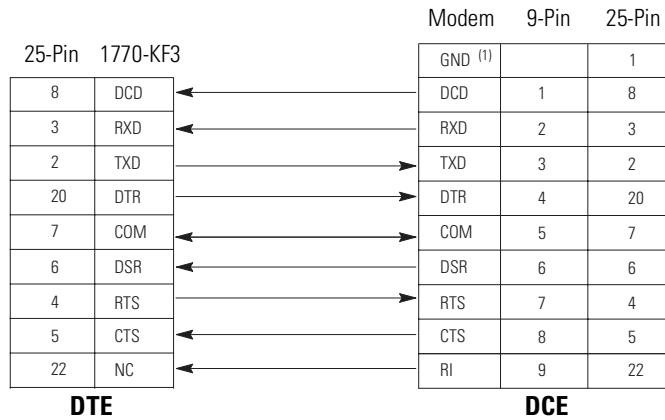 Modem 9-Pin 25-Pin
25-Pin 1770-KF3
GND (1) 1
8 DCD DCD 1 8
3 RXD RXD 2 3
2 TXD TXD 3 2
20 DTR DTR 4 20
7 COM COM 5 7
6 DSR DSR 6 6
4 RTS RTS 7 4
5 CTS CTS 8 5
22 NC RI 9 22
DTE DCE